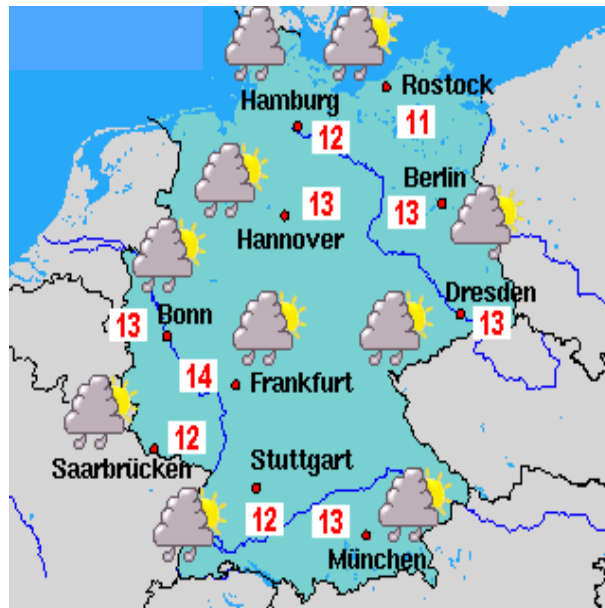 Rostock
11
Hamburg
12
Berlin
13
13
Hannover
Dresden
13
Bonn
13
14
Frankfurt
12
Saarbrücken
Stuttgart
12
13
München